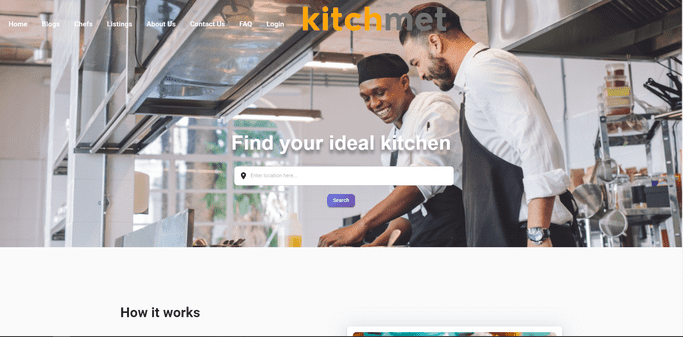 Home Blogs Chefs Listings About Us Contact Us FAQ Login
kitchmet
Find your ideal kitchen
Enter location here...
Search
How it works